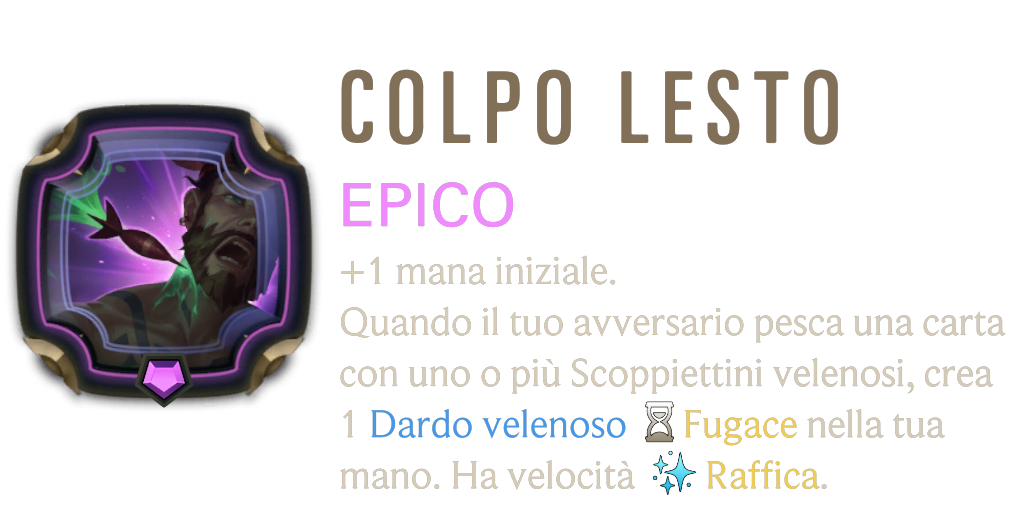 COLPO LESTO
EPICO
+1 mana iniziale.
Quando il tuo avversario pesca una carta
con uno o più Scoppiettini velenosi, crea
1 Dardo velenoso Fugace nella tua
mano. Ha velocità Raffica.